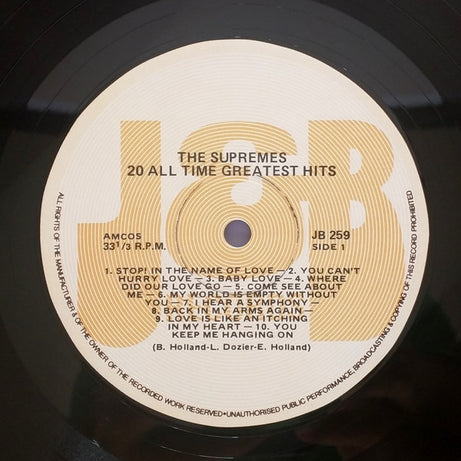 J&B
THE SUPREMES
20 ALL TIME GREATEST HITS
AMCOS
33 1/3 R.P.M.
JB 259
SIDE 1
1. STOP! IN THE NAME OF LOVE — 2. YOU CAN'T
HURRY LOVE — 3. BABY LOVE — 4. WHERE
DID OUR LOVE GO — 5. COME SEE ABOUT
ME — 6. MY WORLD IS EMPTY WITHOUT
YOU — 7. I HEAR A SYMPHONY —
8. BACK IN MY ARMS AGAIN —
9. LOVE IS LIKE AN ITCHING
IN MY HEART — 10. YOU
KEEP ME HANGING ON
(B. Holland-L. Dozier-E. Holland)
ALL RIGHTS OF THE MANUFACTURER & OF THE OWNER OF THE RECORDED WORK RESERVED•UNAUTHORISED PUBLIC PERFORMANCE, BROADCASTING & COPYING OF THIS RECORD PROHIBITED